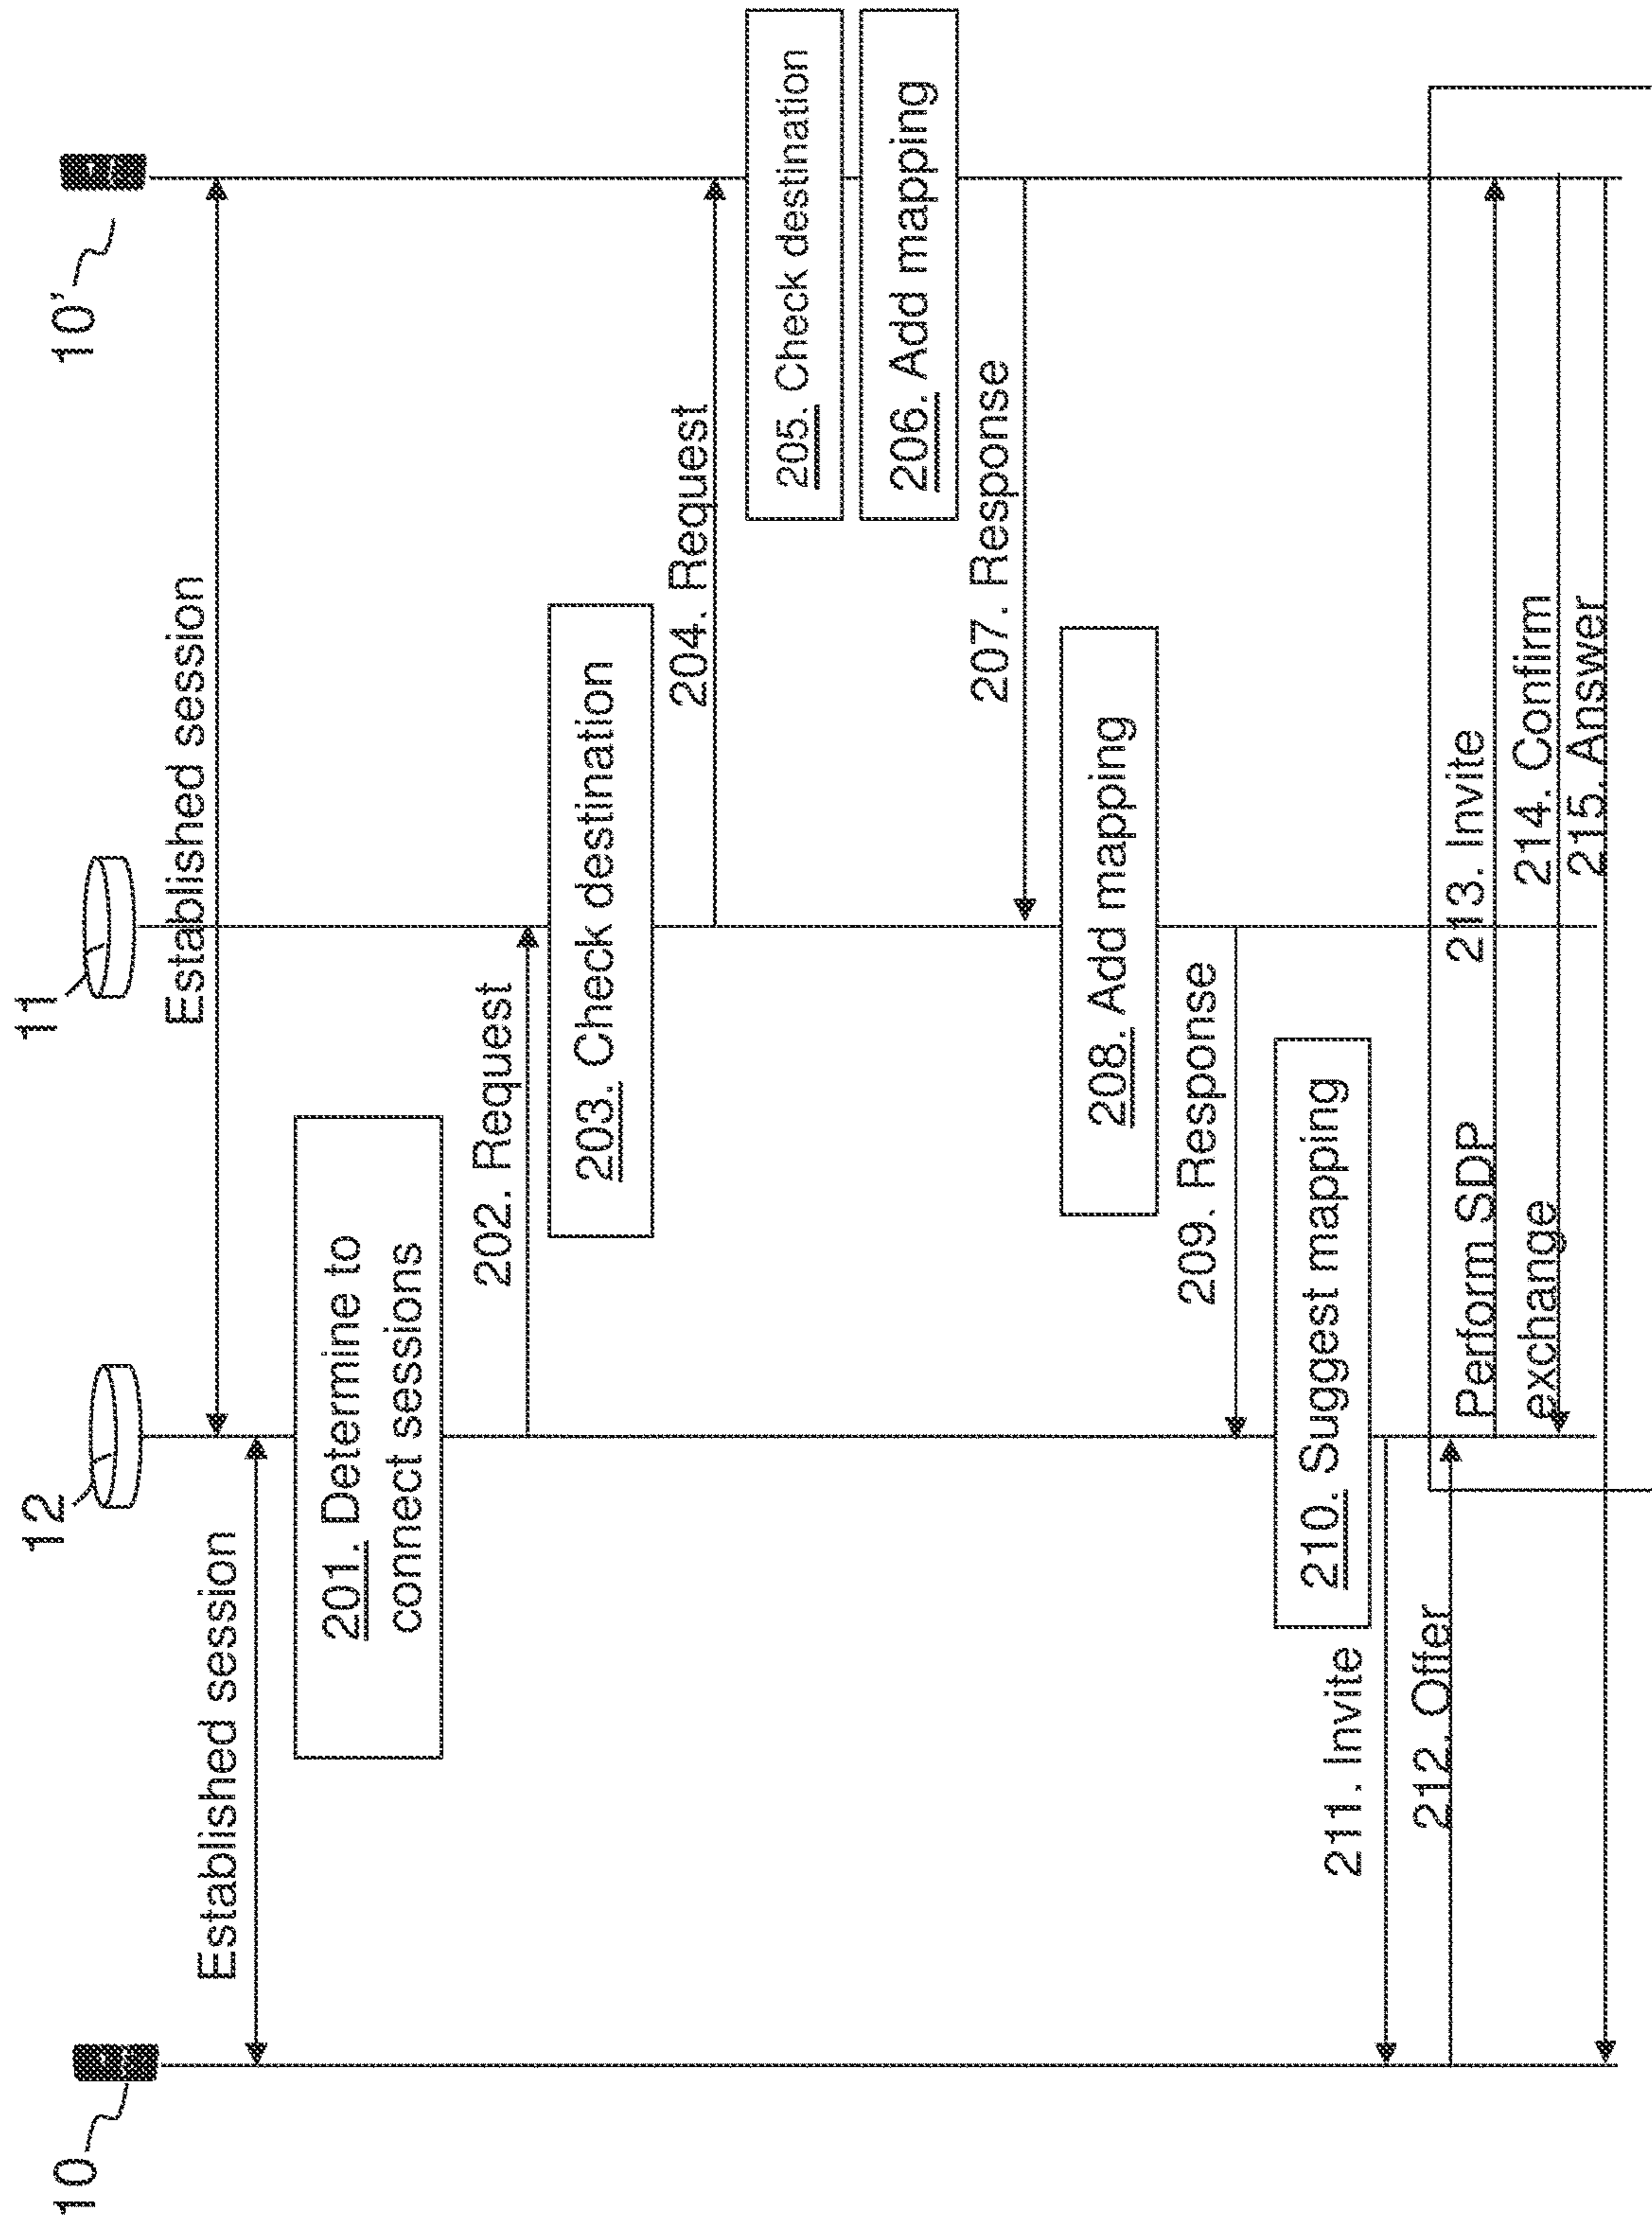 10
12
11
10'
Established session
Established session
201. Determine to
connect sessions
202. Request
203. Check destination
204. Request
205. Check destination
206. Add mapping
207. Response
208. Add mapping
209. Response
210. Suggest mapping
211. Invite
212. Offer
Perform SDP
exchange
213. Invite
214. Confirm
215. Answer